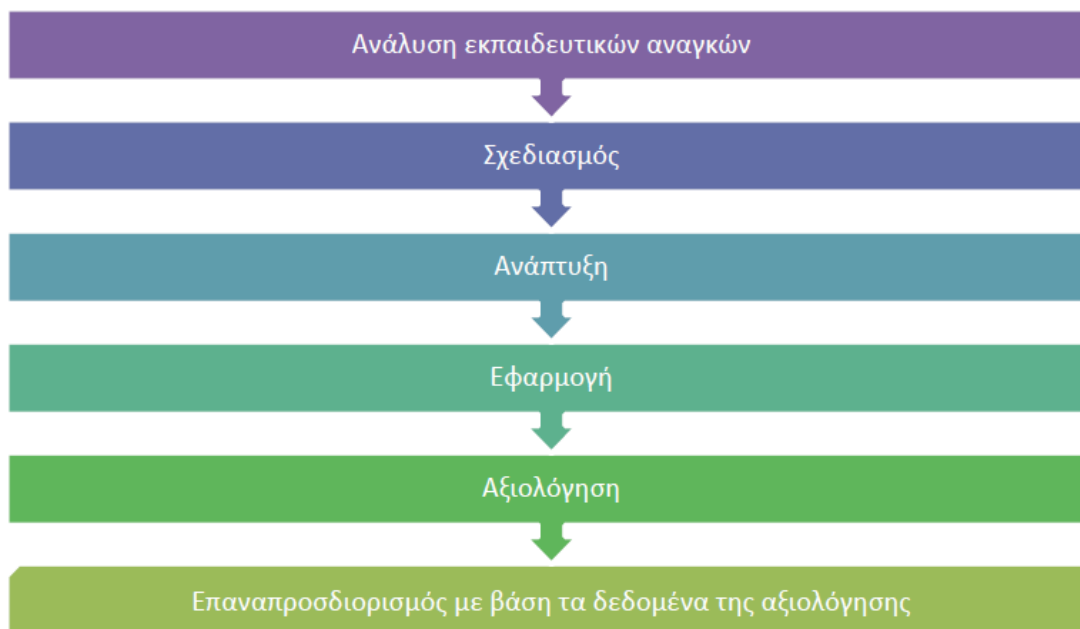 Ανάλυση εκπαιδευτικών αναγκών
Σχεδιασμός
Ανάπτυξη
Εφαρμογή
Αξιολόγηση
Επαναπροσδιορισμός με βάση τα δεδομένα της αξιολόγησης